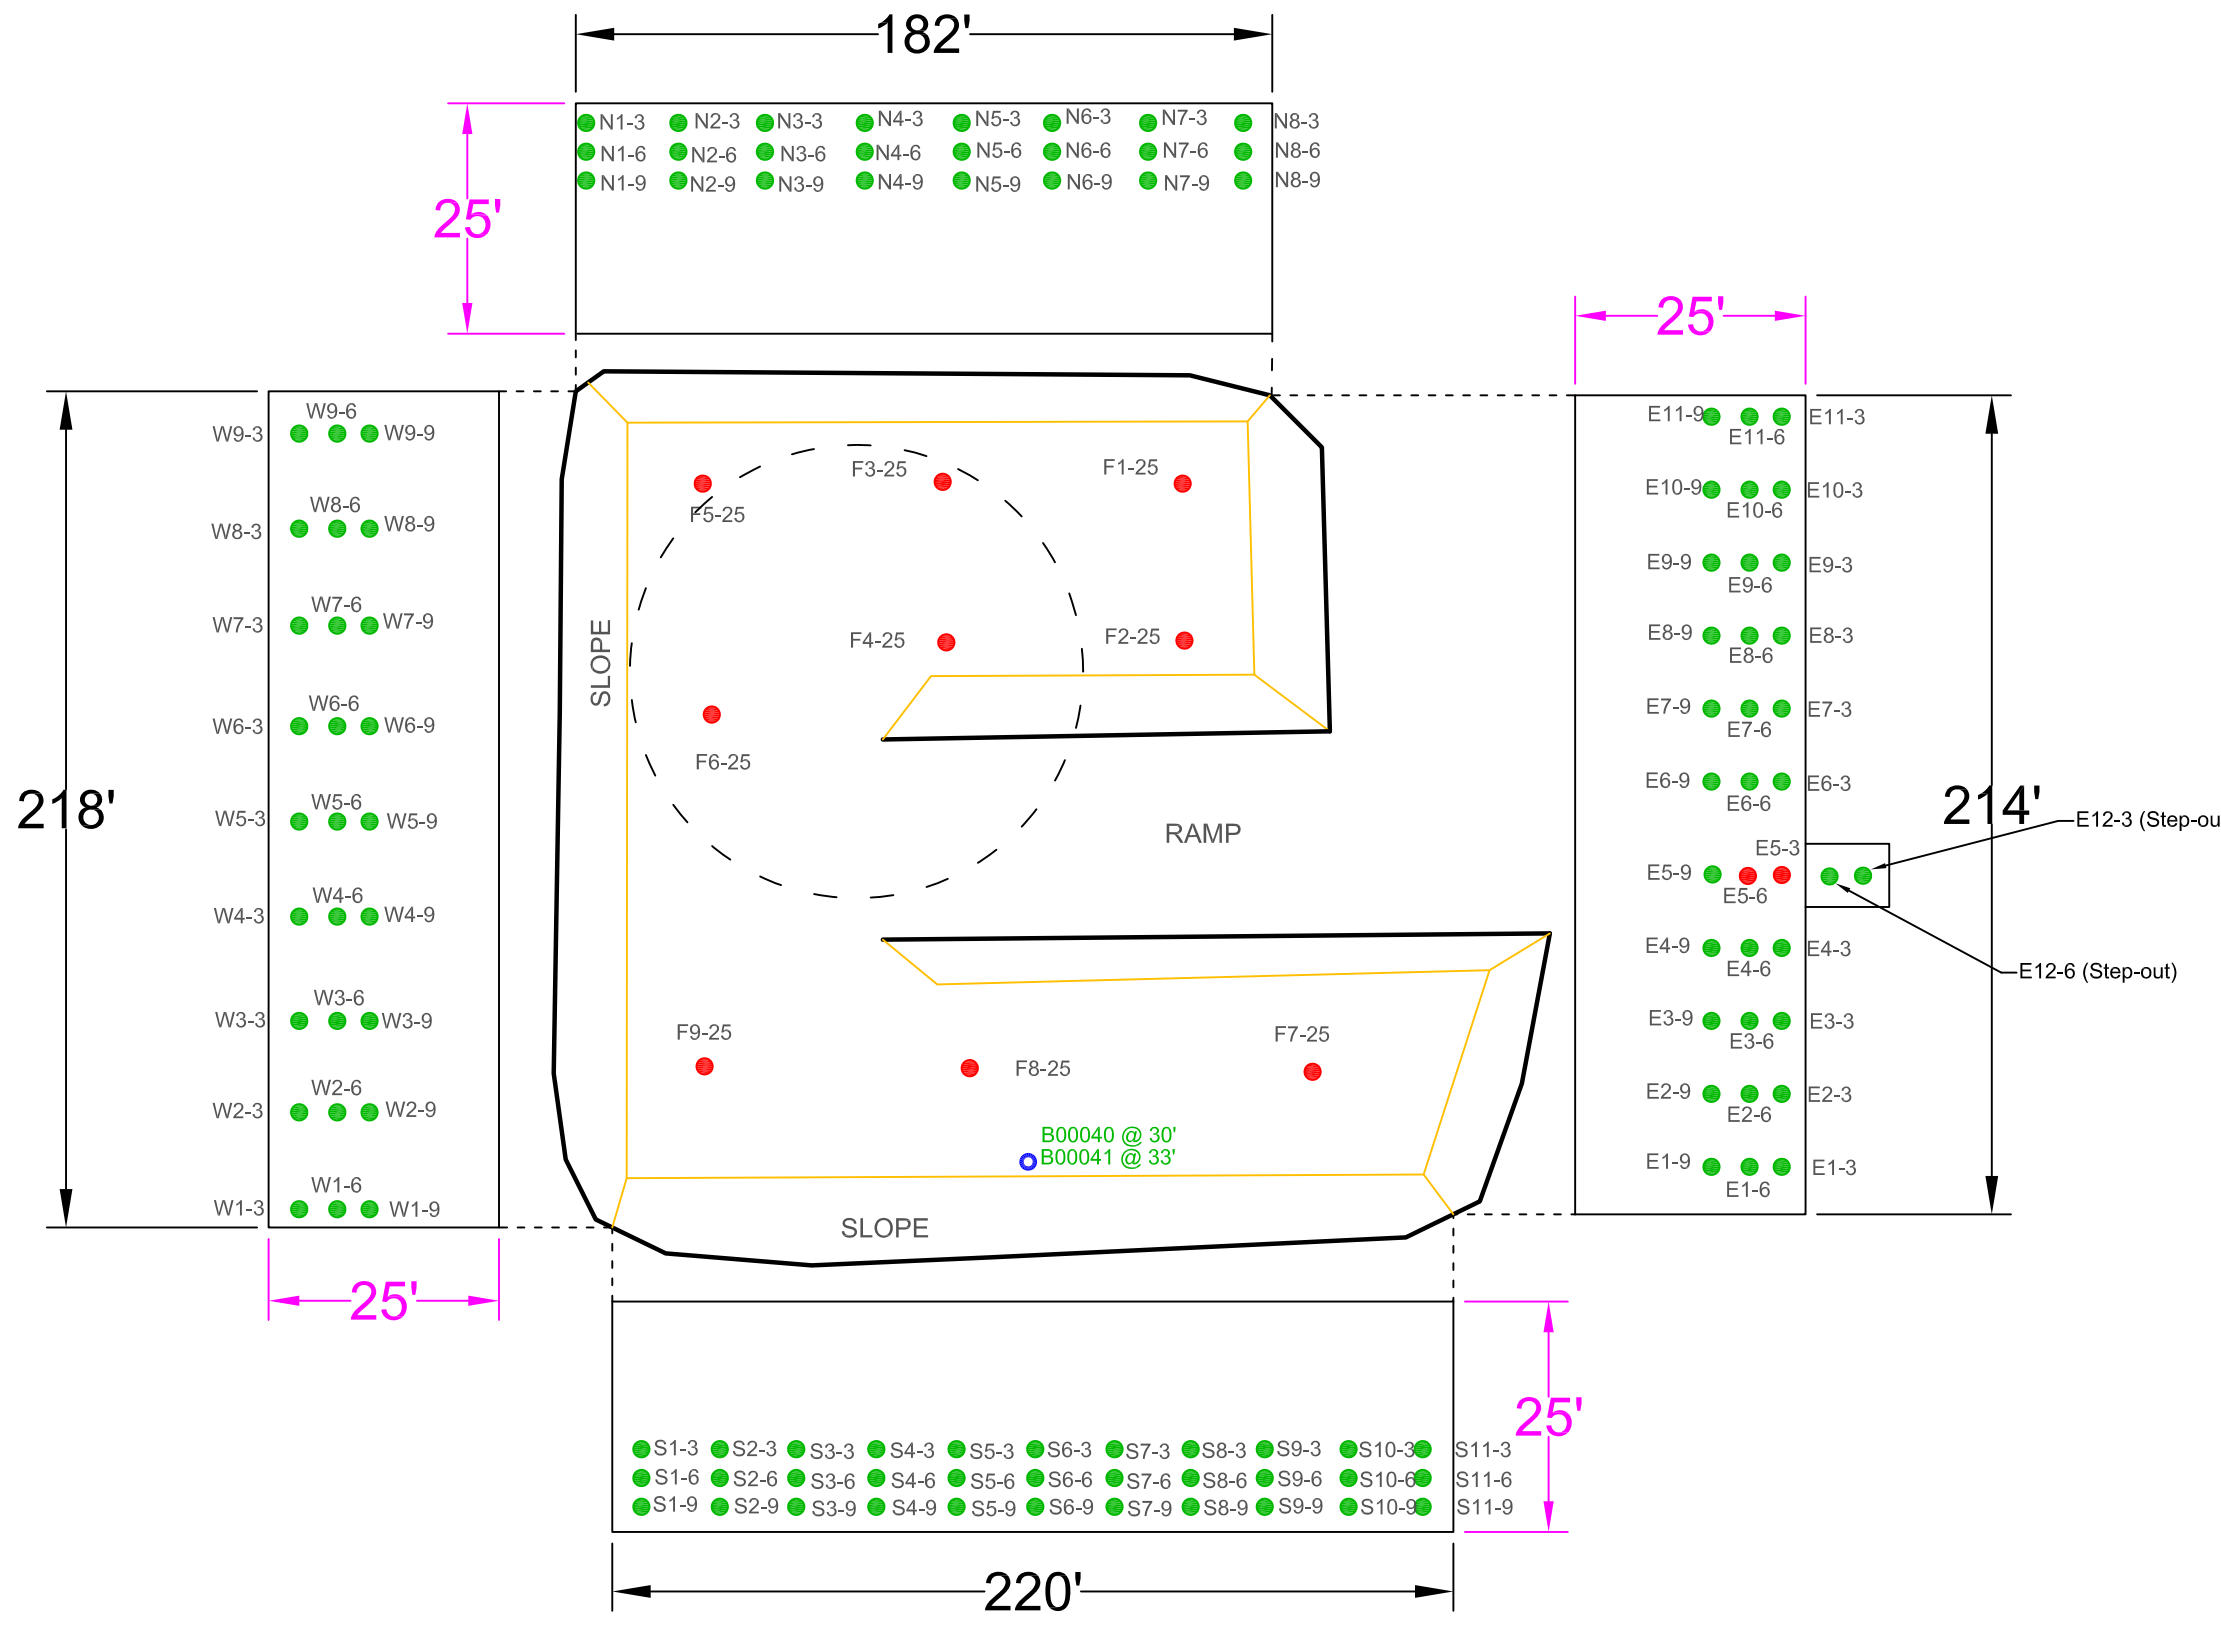 182'
N1-3 N2-3 N3-3 N4-3 N5-3 N6-3 N7-3 N8-3
N1-6 N2-6 N3-6 N4-6 N5-6 N6-6 N7-6 N8-6
N1-9 N2-9 N3-9 N4-9 N5-9 N6-9 N7-9 N8-9
25'
25'
W9-6
W9-3 W9-9
W8-6
W8-3 W8-9
W7-6
W7-3 W7-9
W6-6
W6-3 W6-9
W5-6
W5-3 W5-9
W4-6
W4-3 W4-9
W3-6
W3-3 W3-9
W2-6
W2-3 W2-9
W1-6
W1-3 W1-9
218'
25'
F3-25 F1-25
F5-25
SLOPE
F4-25 F2-25
F6-25
RAMP
F9-25 F8-25 F7-25
B00040 @ 30'
B00041 @ 33'
SLOPE
E11-9 E11-3
E11-6
E10-9 E10-3
E10-6
E9-9 E9-3
E9-6
E8-9 E8-3
E8-6
E7-9 E7-3
E7-6
E6-9 E6-3
E6-6
214'
E12-3 (Step-ou
E5-3
E5-9
E5-6
E4-9 E4-3
E4-6
E12-6 (Step-out)
E3-9 E3-3
E3-6
E2-9 E2-3
E2-6
E1-9 E1-3
E1-6
25'
S1-3 S2-3 S3-3 S4-3 S5-3 S6-3 S7-3 S8-3 S9-3 S10-3 S11-3
S1-6 S2-6 S3-6 S4-6 S5-6 S6-6 S7-6 S8-6 S9-6 S10-6 S11-6
S1-9 S2-9 S3-9 S4-9 S5-9 S6-9 S7-9 S8-9 S9-9 S10-9 S11-9
220'